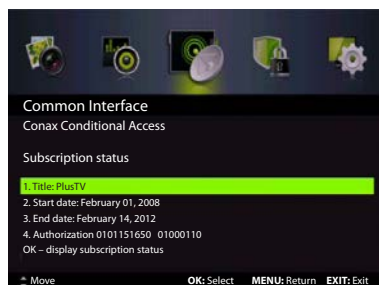 Common Interface
Conax Conditional Access
Subscription status
1. Title: PlusTV
2. Start date: February 01, 2008
3. End date: February 14, 2012
4. Authorization 0101151650 01000110
OK – display subscription status
Move OK: Select MENU: Return EXIT: Exit